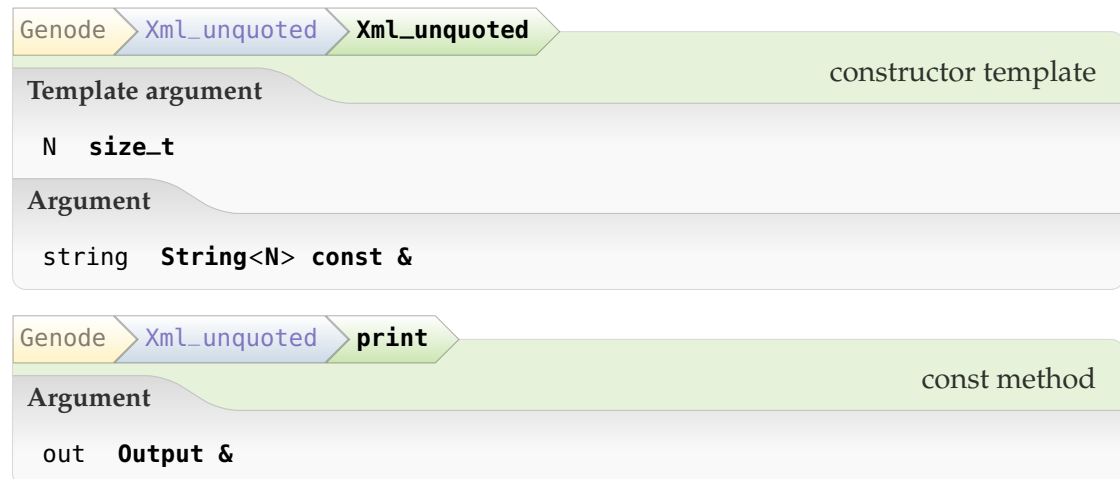 Genode Xml_unquoted Xml_unquoted
constructor template
Template argument
N size_t
Argument
string String<N> const &
Genode Xml_unquoted print
const method
Argument
out Output &